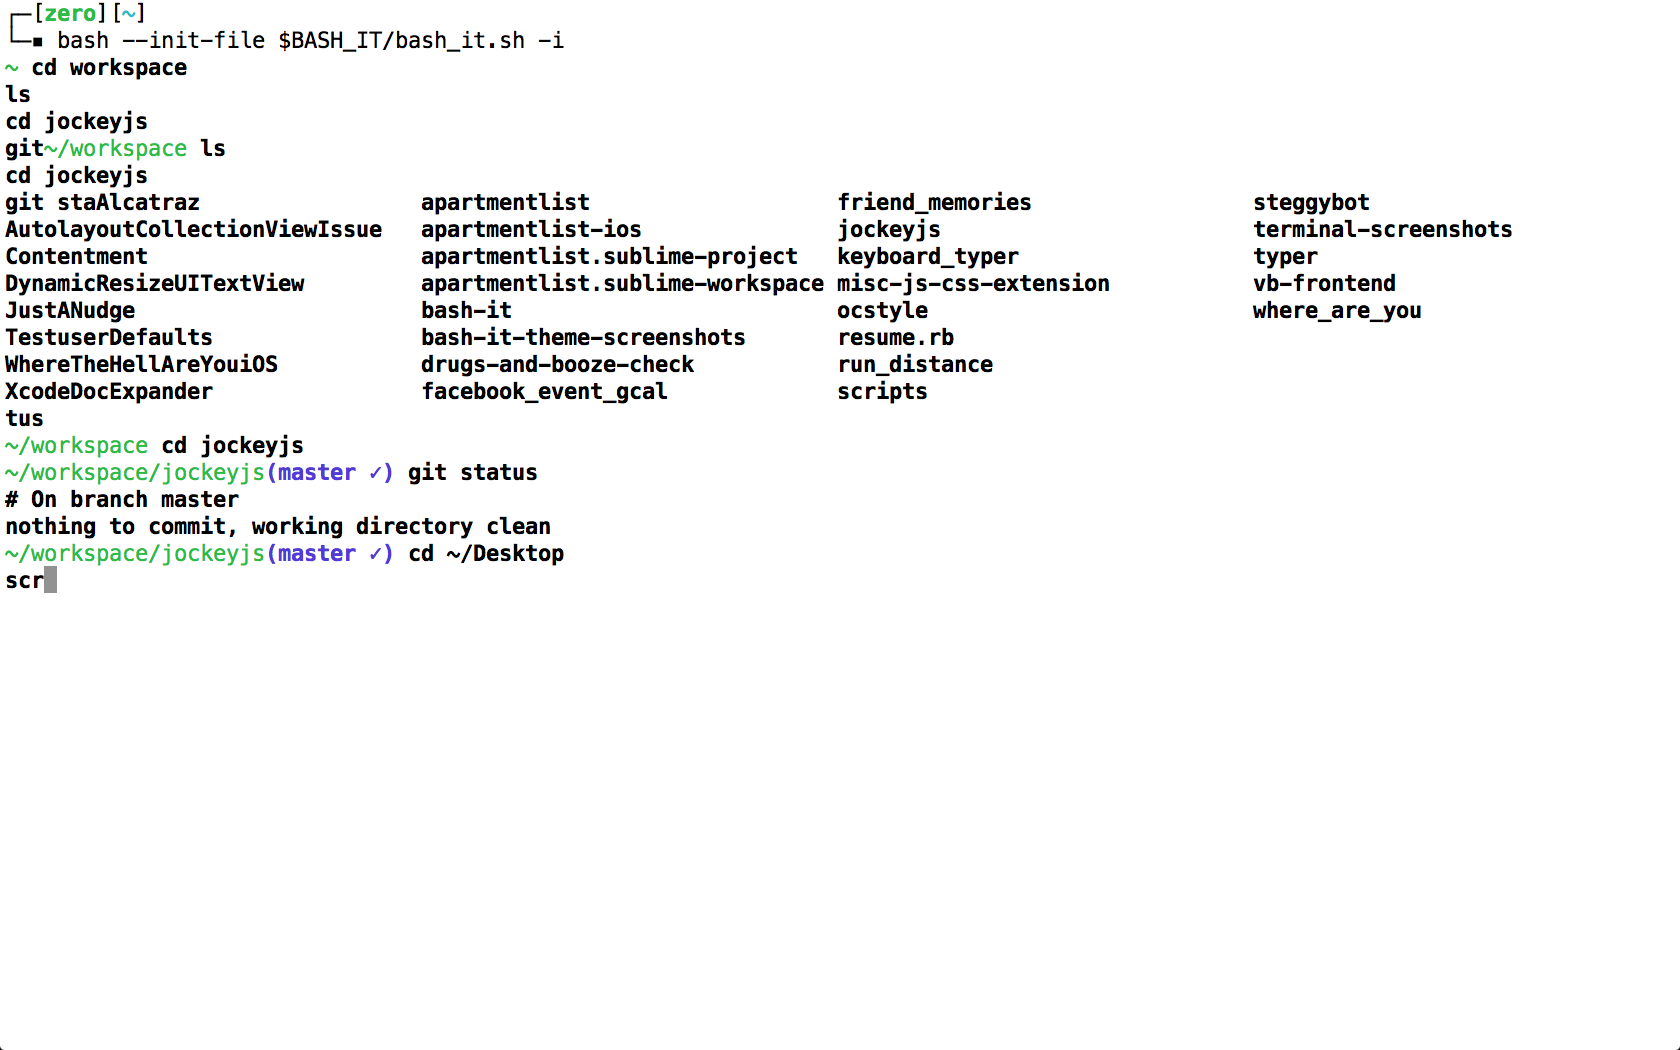 ┌─[zero][~]
└─▪ bash --init-file $BASH_IT/bash_it.sh -i
~ cd workspace
ls
cd jockeyjs
git~/workspace ls
cd jockeyjs
git staAlcatraz                 apartmentlist                   friend_memories                 steggybot
AutolayoutCollectionViewIssue   apartmentlist-ios               jockeyjs                        terminal-screenshots
Contentment                     apartmentlist.sublime-project   keyboard_typer                  typer
DynamicResizeUITextView         apartmentlist.sublime-workspace misc-js-css-extension           vb-frontend
JustANudge                      bash-it                         ocstyle                         where_are_you
TestuserDefaults                bash-it-theme-screenshots       resume.rb
WhereTheHellAreYouiOS           drugs-and-booze-check           run_distance
XcodeDocExpander                facebook_event_gcal             scripts
tus
~/workspace cd jockeyjs
~/workspace/jockeyjs(master ✓) git status
# On branch master
nothing to commit, working directory clean
~/workspace/jockeyjs(master ✓) cd ~/Desktop
scr